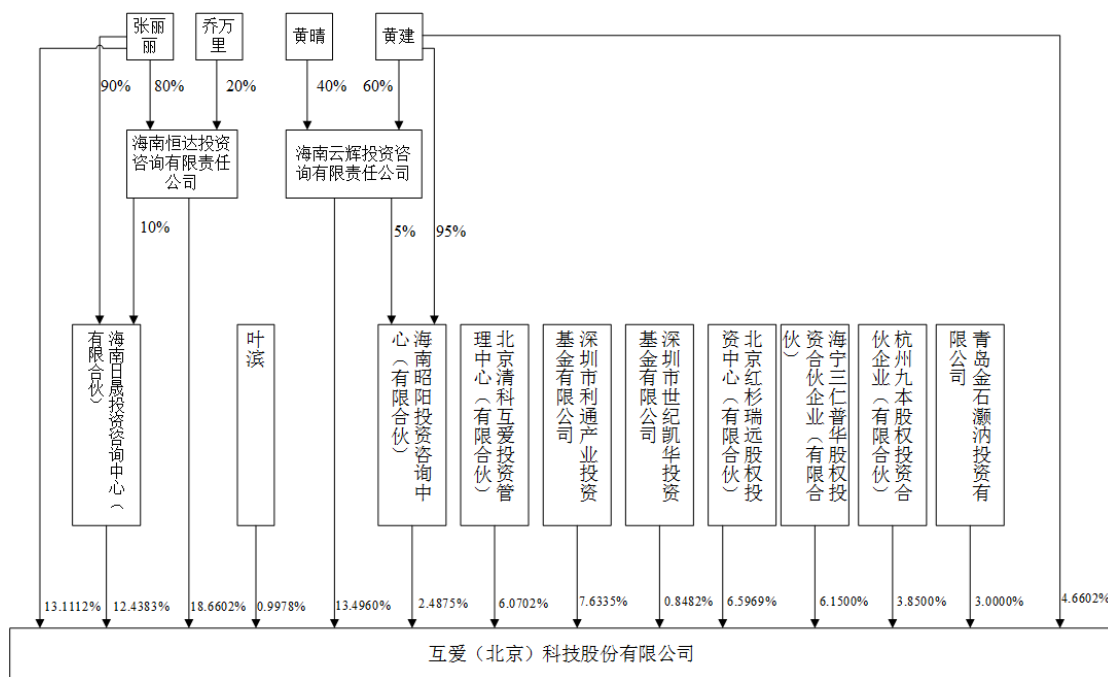 张丽
丽
乔万
里
黄晴
黄建
90%
80%
20%
40%
60%
海南恒达投资
咨询有限责任
公司
海南云辉投资咨
询有限责任公司
10%
5%
95%
海南日晟投资咨询中心（
有限合伙）
叶滨
海南昭阳投资咨询中
心（有限合伙）
北京清科互爱投资管
理中心（有限合伙）
深圳市利通产业投资
基金有限公司
深圳市世纪凯华投资
基金有限公司
北京红杉瑞远股权投
资中心（有限合伙）
海宁三仁普华股权投
资合伙企业（有限合
伙）
杭州九本股权投资合
伙企业（有限合伙）
青岛金石灏汭投资有
限公司
13.1112%
12.4383%
18.6602%
0.9978%
13.4960%
2.4875%
6.0702%
7.6335%
0.8482%
6.5969%
6.1500%
3.8500%
3.0000%
4.6602%
互爱（北京）科技股份有限公司